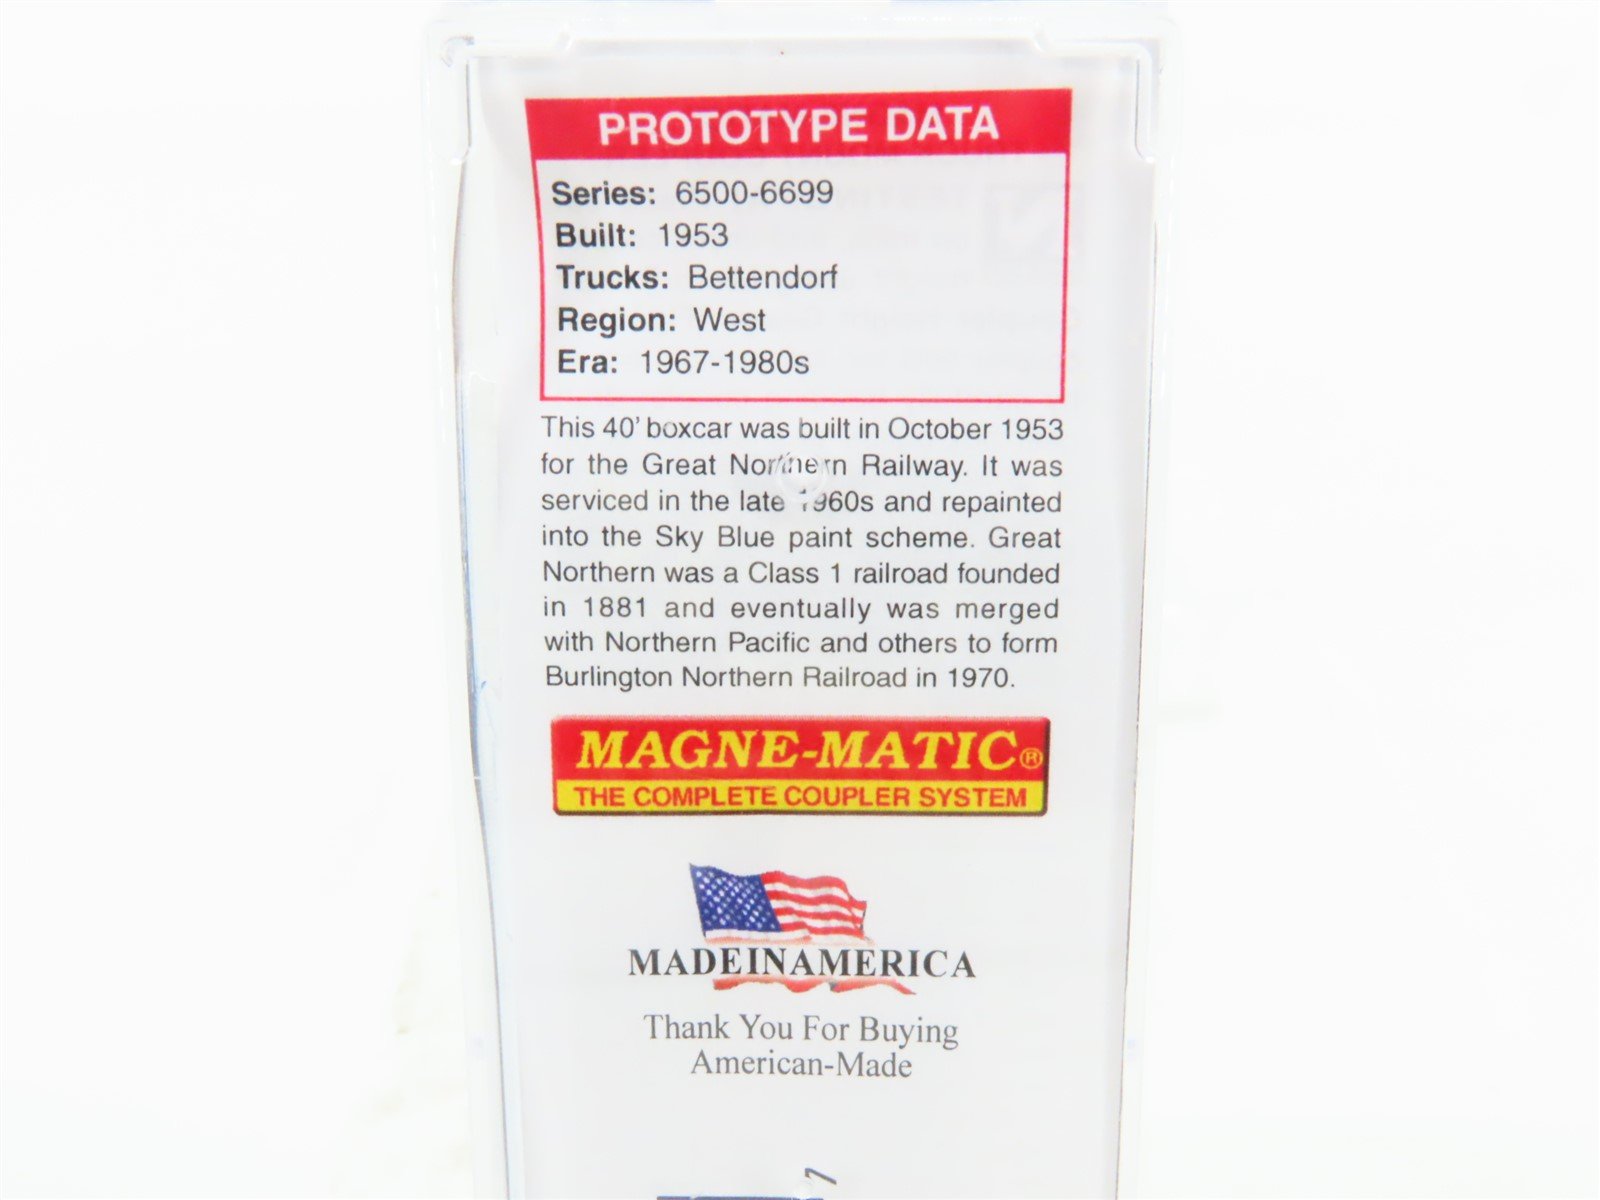 PROTOTYPE DATA
Series: 6500-6699
Built: 1953
Trucks: Bettendorf
Region: West
Era: 1967-1980s
This 40' boxcar was built in October 1953
for the Great Northern Railway. It was
serviced in the late 1960s and repainted
into the Sky Blue paint scheme. Great
Northern was a Class 1 railroad founded
in 1881 and eventually was merged
with Northern Pacific and others to form
Burlington Northern Railroad in 1970.
MAGNE-MATIC®
THE COMPLETE COUPLER SYSTEM
MADEINAMERICA
Thank You For Buying
American-Made
7